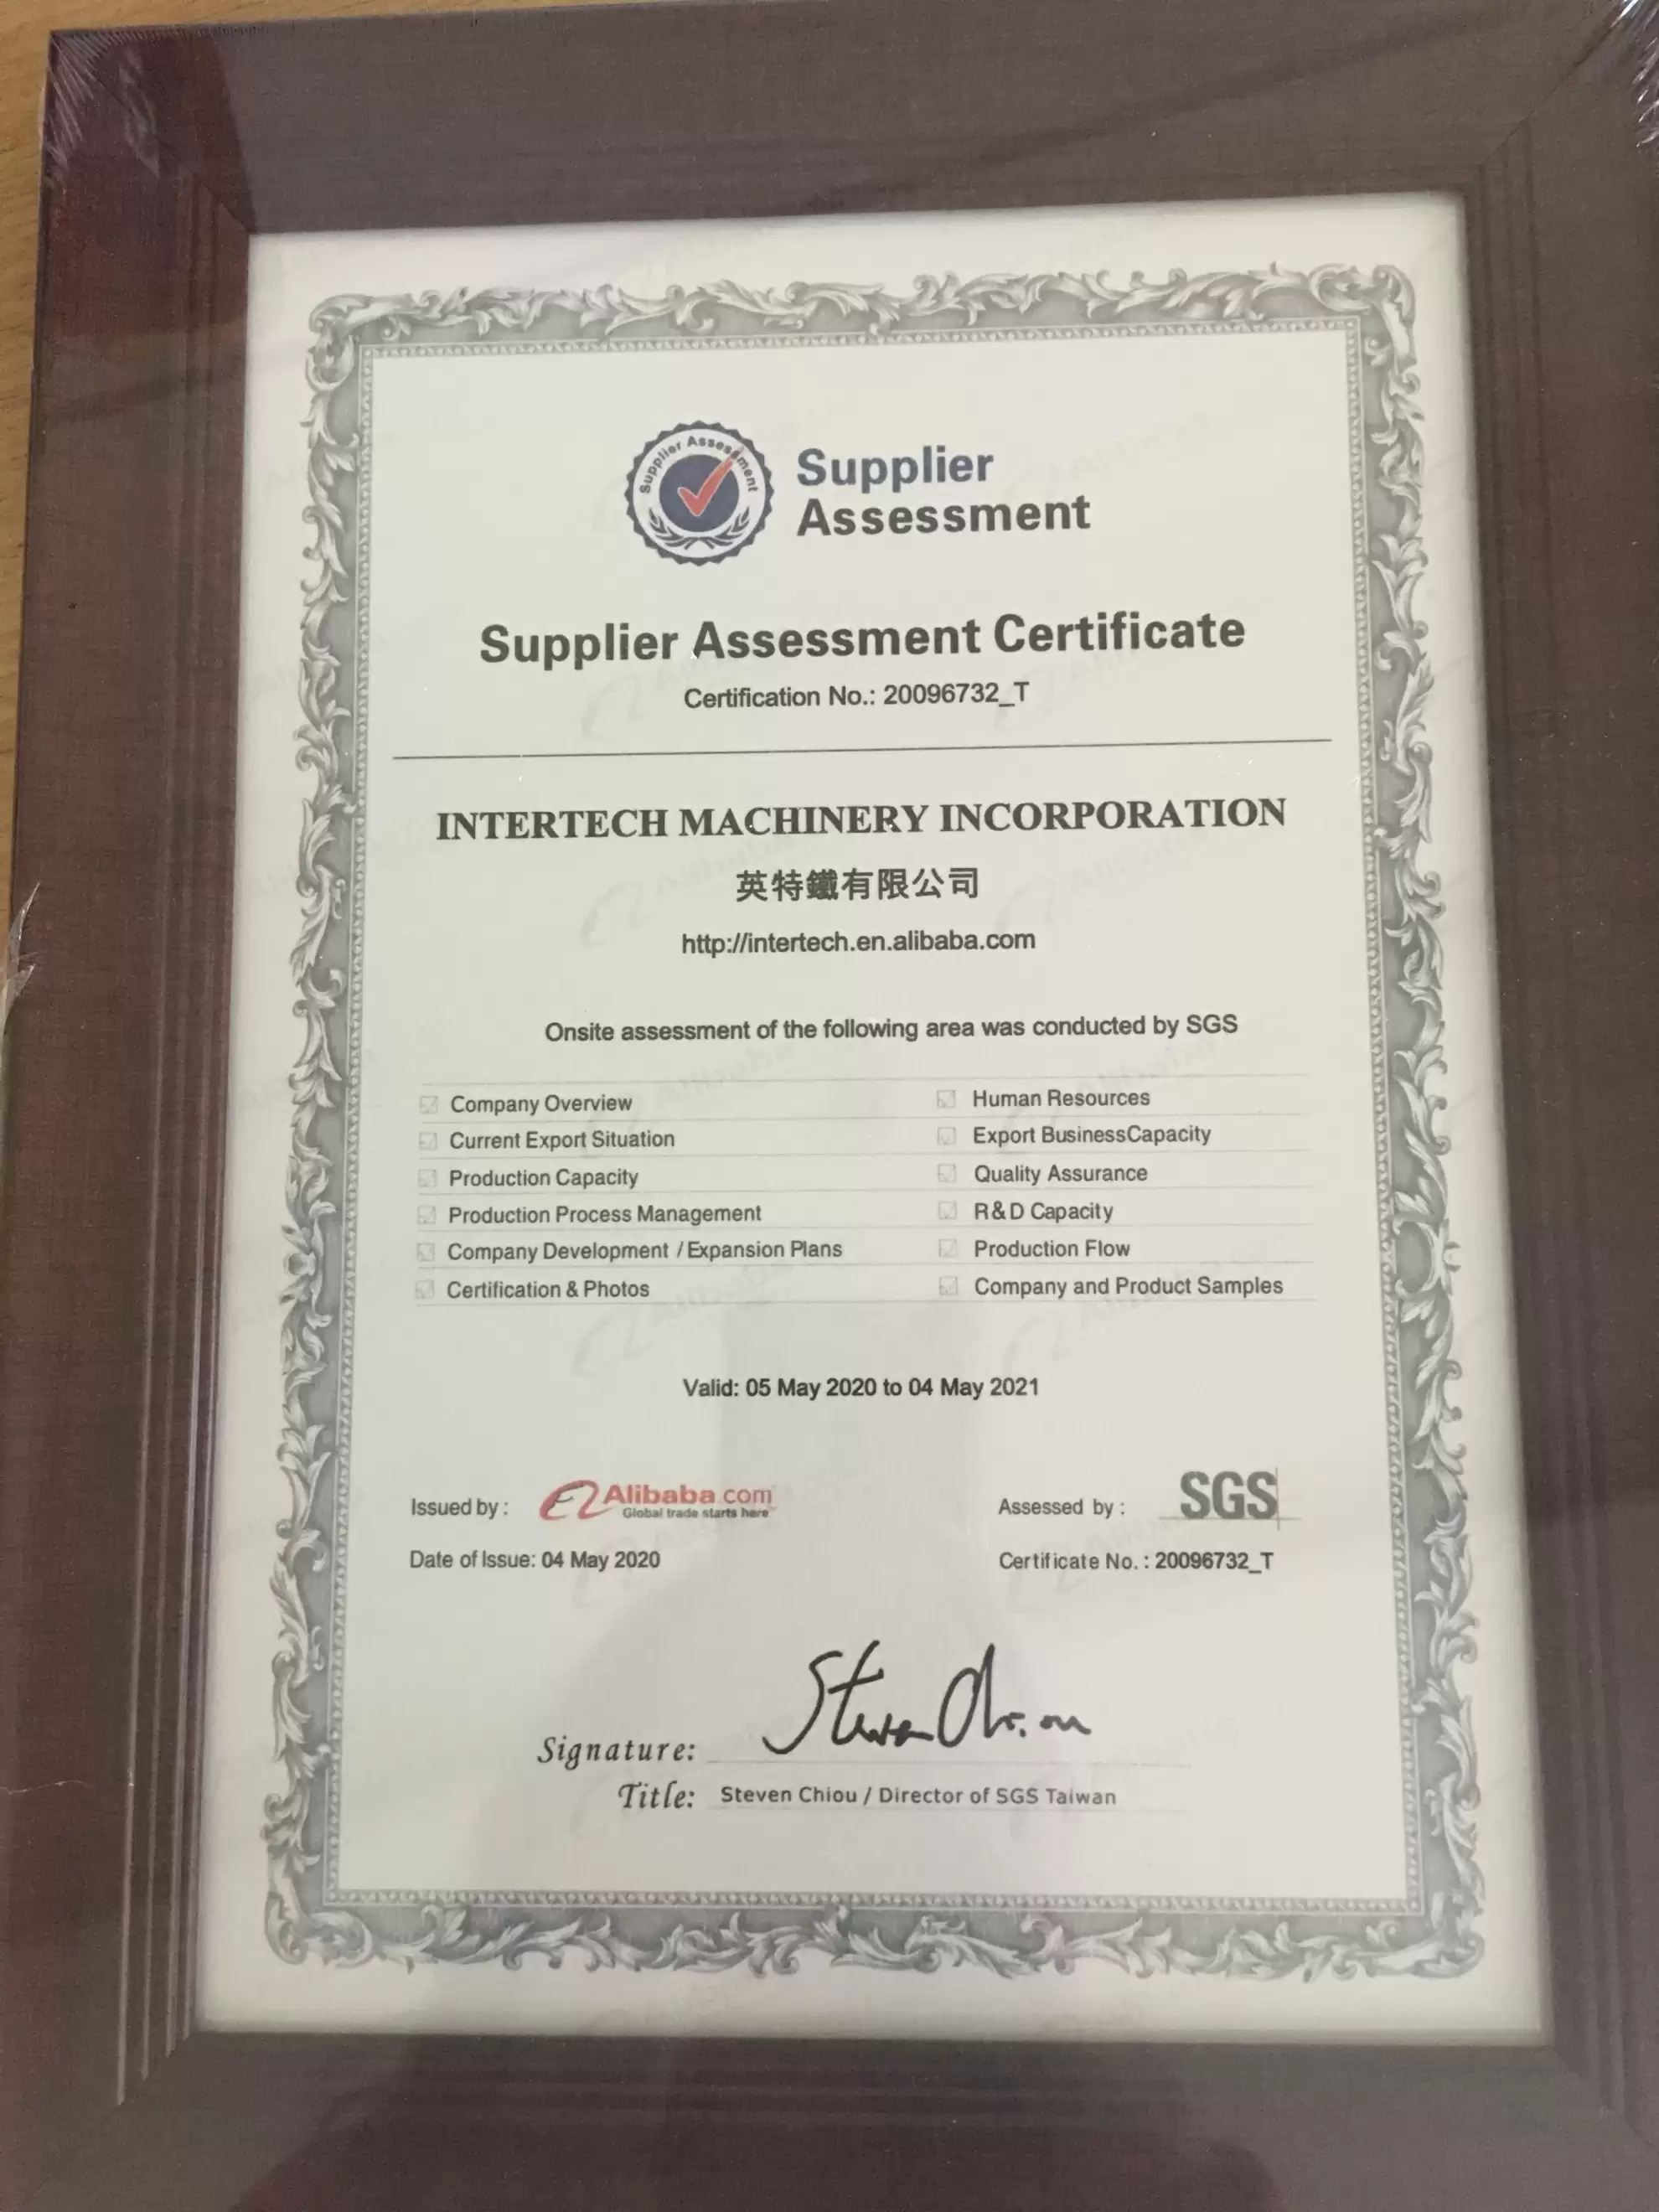 Supplier Assessment
Supplier
Assessment
Supplier Assessment Certificate
Certification No.: 20096732_T
INTERTECH MACHINERY INCORPORATION
英特鐵有限公司
http://intertech.en.alibaba.com
Onsite assessment of the following area was conducted by SGS
Company Overview
Human Resources
Current Export Situation
Export BusinessCapacity
Production Capacity
Quality Assurance
Production Process Management
R&D Capacity
Company Development / Expansion Plans
Production Flow
Certification & Photos
Company and Product Samples
Valid: 05 May 2020 to 04 May 2021
Issued by : Alibaba.com
Global trade starts here™
Assessed by : SGS
Date of Issue: 04 May 2020
Certificate No. : 20096732_T
Signature: Steven Chiou
Title: Steven Chiou / Director of SGS Taiwan